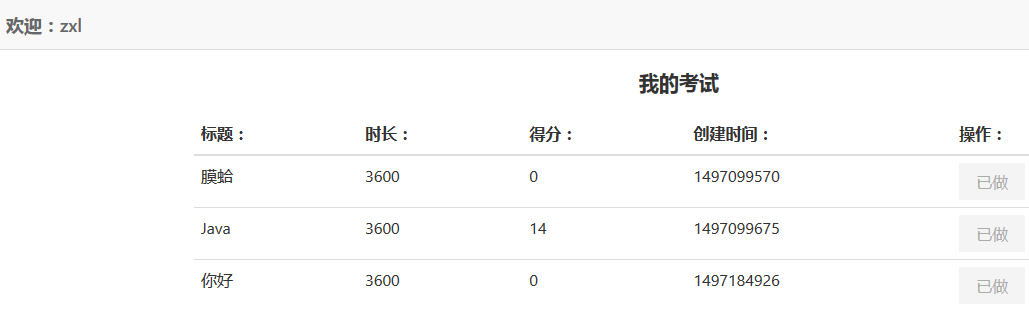 欢迎：zxl
我的考试
标题： 时长： 得分： 创建时间： 操作：
膜蛤 3600 0 1497099570 已做
Java 3600 14 1497099675 已做
你好 3600 0 1497184926 已做